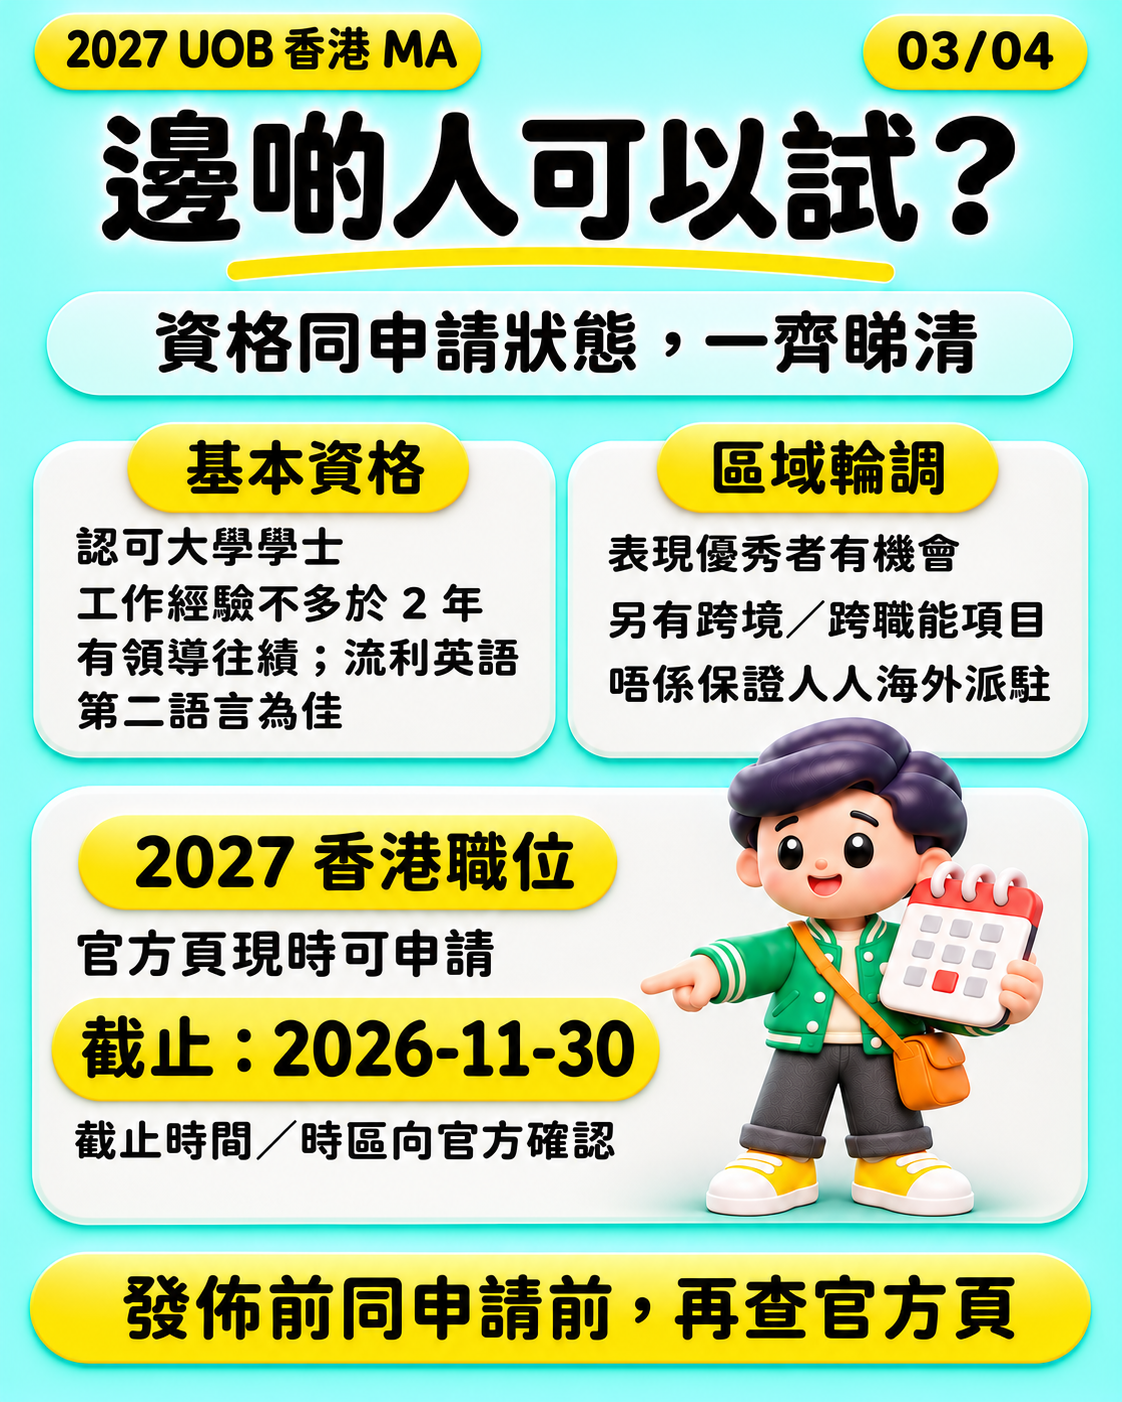 2027 UOB 香港 MA
03/04
邊啲人可以試？
資格同申請狀態，一齊睇清
基本資格
認可大學學士
工作經驗不多於 2 年
有領導往績；流利英語
第二語言為佳
區域輪調
表現優秀者有機會
另有跨境／跨職能項目
唔係保證人人海外派駐
2027 香港職位
官方頁現時可申請
截止：2026-11-30
截止時間／時區向官方確認
發佈前同申請前，再查官方頁